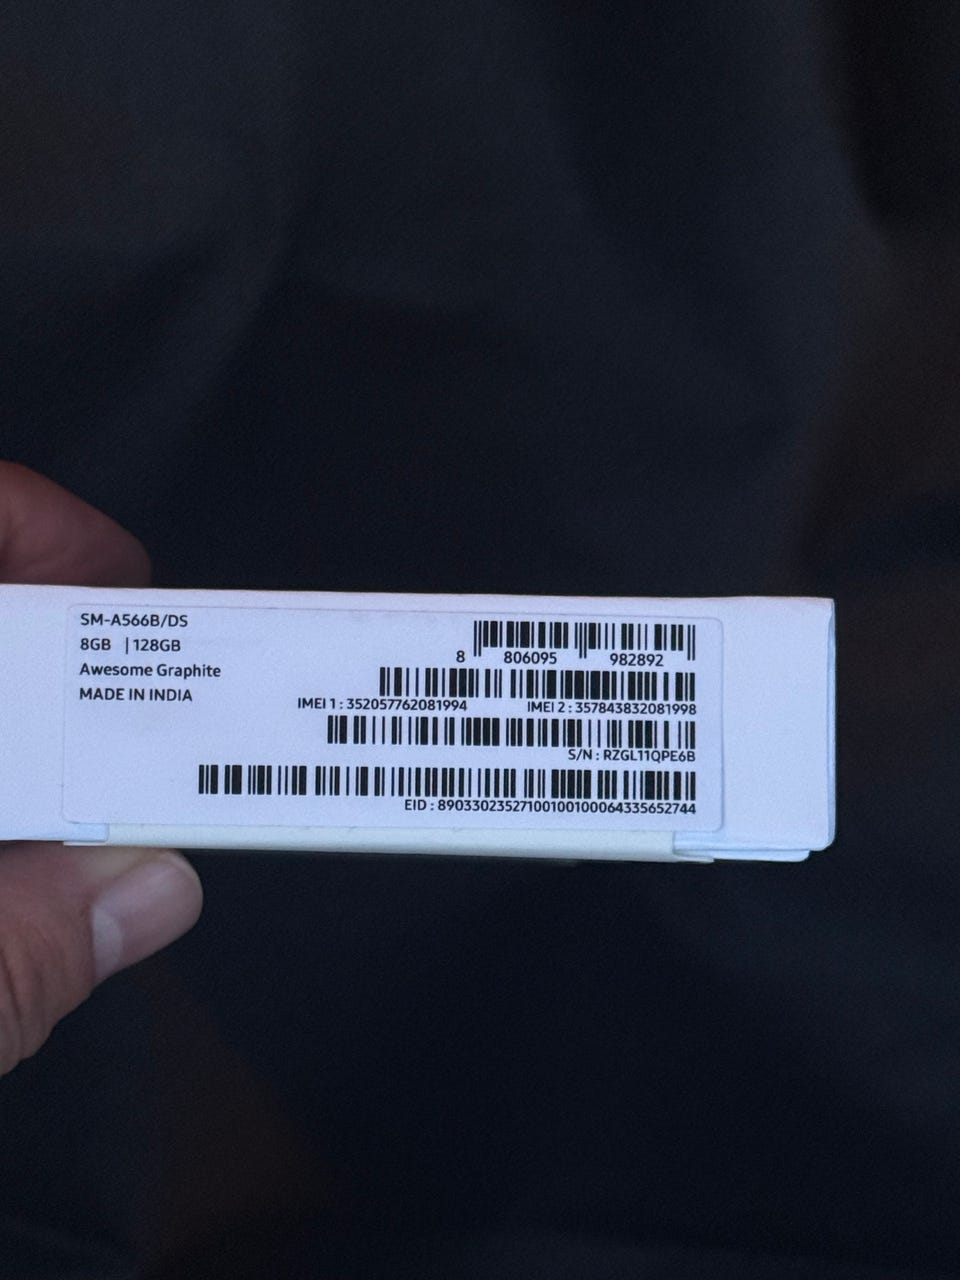 SM-A566B/DS
8GB | 128GB
Awesome Graphite
MADE IN INDIA
8 806095 982892
IMEI 1 : 352057762081994 IMEI 2 : 357843832081998
S/N : RZGL11QPE6B
EID : 89033023527100100100064335652744